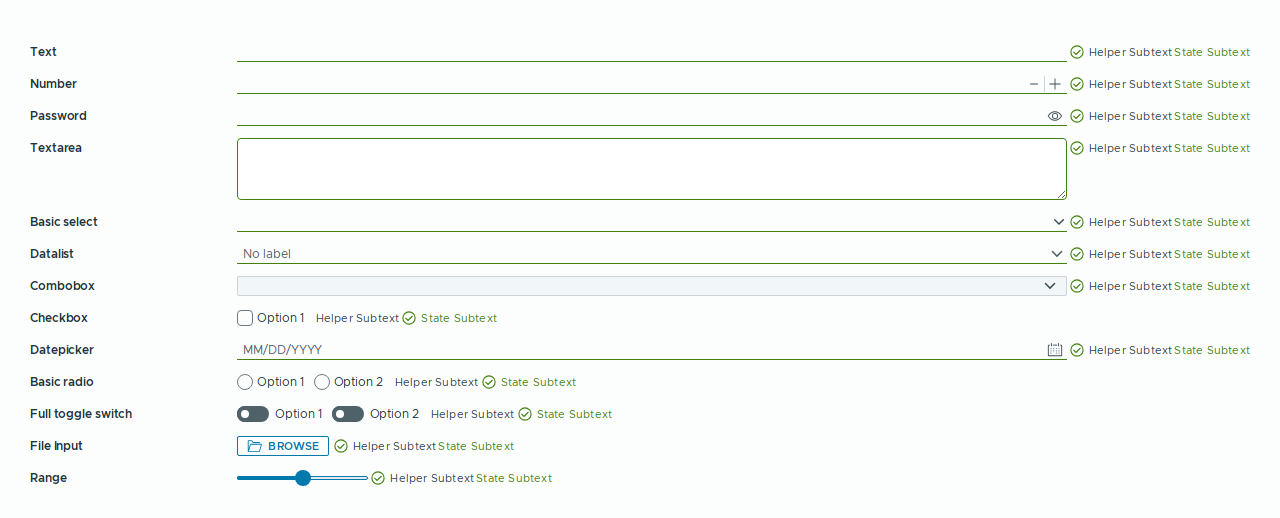 Text Helper Subtext State Subtext
Number Helper Subtext State Subtext
Password Helper Subtext State Subtext
Textarea Helper Subtext State Subtext
Basic select Helper Subtext State Subtext
Datalist No label Helper Subtext State Subtext
Combobox Helper Subtext State Subtext
Checkbox Option 1 Helper Subtext State Subtext
Datepicker MM/DD/YYYY Helper Subtext State Subtext
Basic radio Option 1 Option 2 Helper Subtext State Subtext
Full toggle switch Option 1 Option 2 Helper Subtext State Subtext
File Input BROWSE Helper Subtext State Subtext
Range Helper Subtext State Subtext